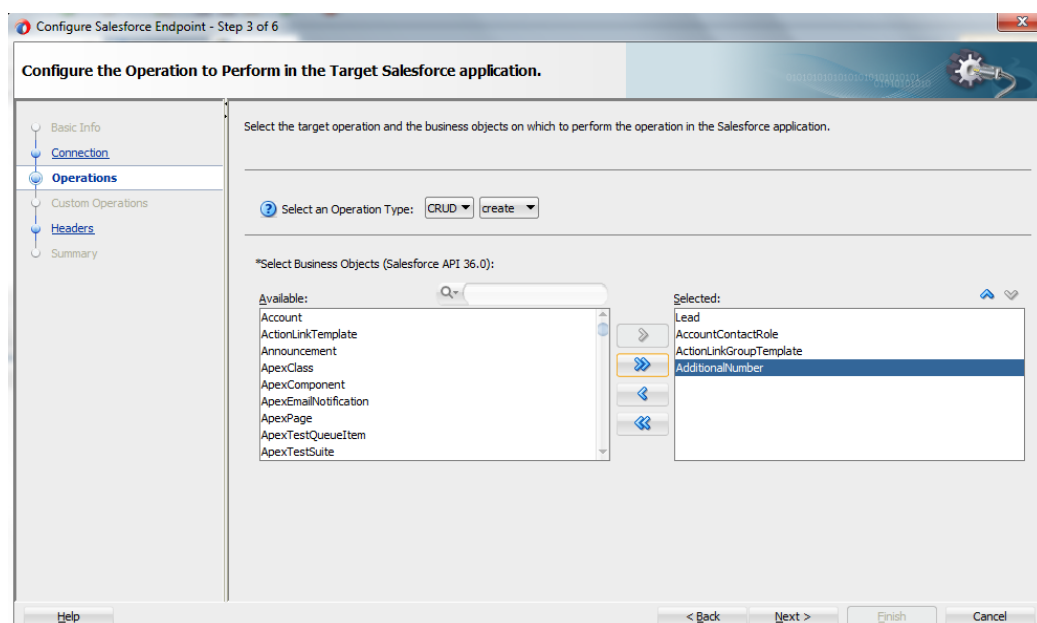 Configure Salesforce Endpoint - Step 3 of 6
x
Configure the Operation to Perform in the Target Salesforce application.
Basic Info
Connection
Operations
Custom Operations
Headers
Summary
Select the target operation and the business objects on which to perform the operation in the Salesforce application.
? Select an Operation Type: CRUD create
*Select Business Objects (Salesforce API 36.0):
Available:
Account
ActionLinkTemplate
Announcement
ApexClass
ApexComponent
ApexEmailNotification
ApexPage
ApexTestQueueItem
ApexTestSuite
Selected:
Lead
AccountContactRole
ActionLinkGroupTemplate
AdditionalNumber
Help
< Back Next > Finish Cancel